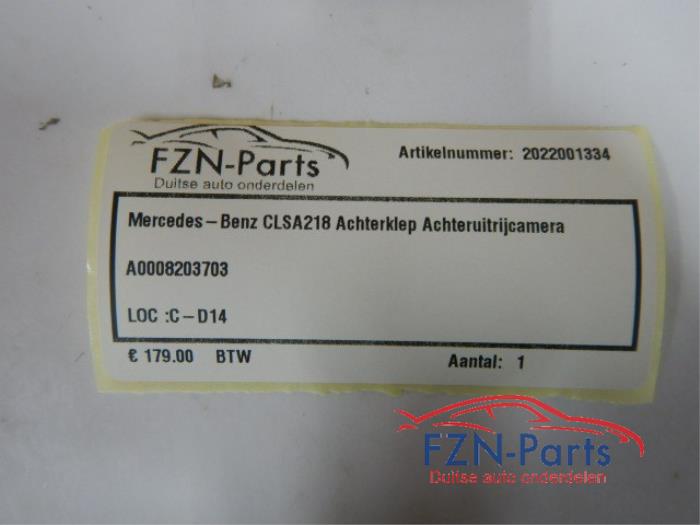 FZN-Parts
Duitse auto onderdelen
Artikelnummer: 2022001334
Mercedes-Benz CLSA218 Achterklep Achteruitrijcamera
A0008203703
LOC :C-D14
€ 179.00 BTW
Aantal: 1
FZN-Parts
Duitse auto onderdelen